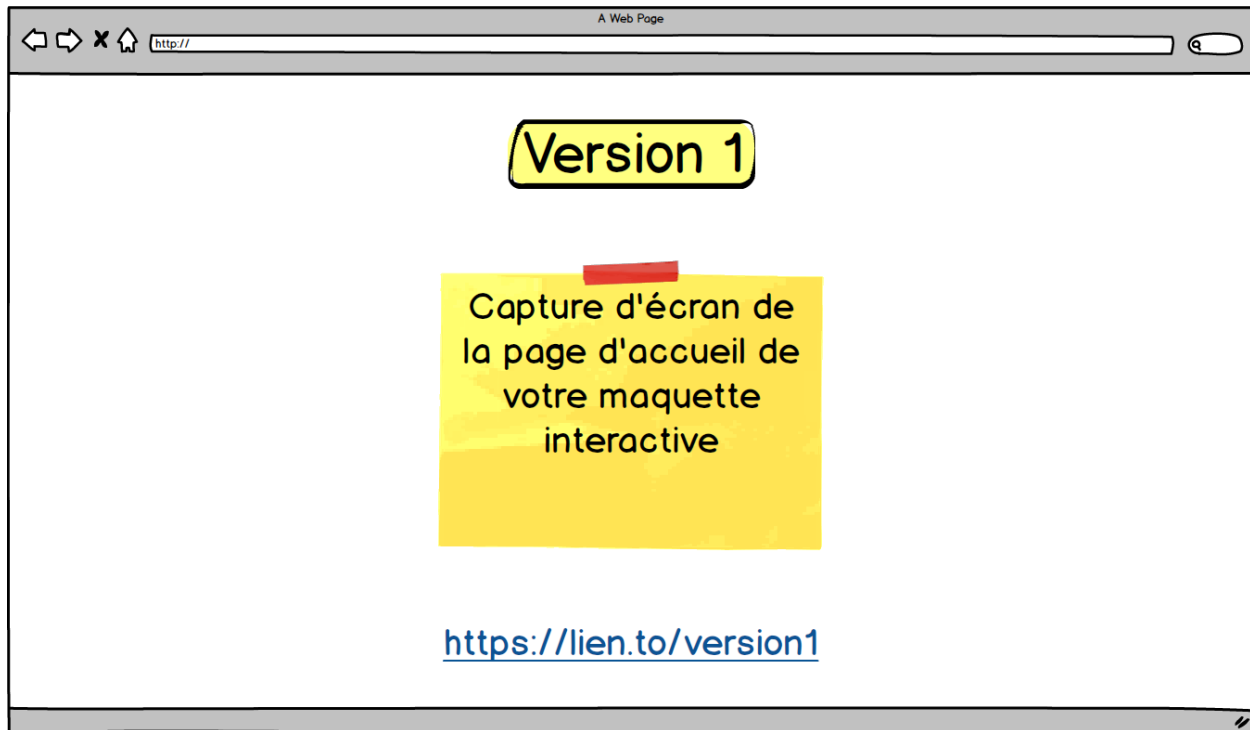 A Web Page
http://
Version 1
Capture d'écran de
la page d'accueil de
votre maquette
interactive
https://lien.to/version1